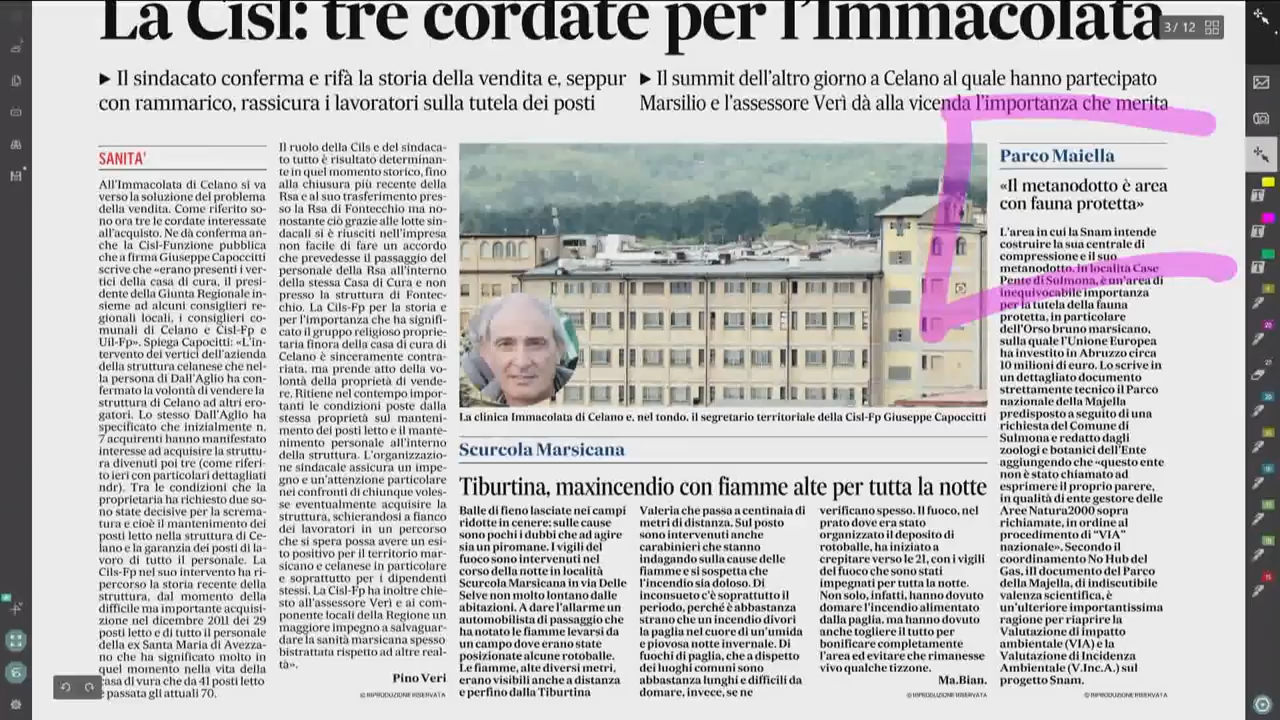 La Cisl: tre cordate per l'Immacolata
3 / 12
▶ Il sindacato conferma e rifà la storia della vendita e, seppur
con rammarico, rassicura i lavoratori sulla tutela dei posti
▶ Il summit dell'altro giorno a Celano al quale hanno partecipato
Marsilio e l'assessore Verì dà alla vicenda l'importanza che merita
SANITA'
All'Immacolata di Celano si va
verso la soluzione del problema
della vendita. Come riferito so-
no ora tre le cordate interessate
all'acquisto. Ne dà conferma an-
che la Cisl-Funzione pubblica
che a firma Giuseppe Capoccitti
scrive che «erano presenti i ver-
tici della casa di cura, il presi-
dente della Giunta Regionale in-
sieme ad alcuni consiglieri re-
gionali locali, i consiglieri co-
munali di Celano e Cisl-Fp e
Uil-Fp». Spiega Capocitti: «L'in-
tervento dei vertici dell'azienda
della struttura celanese che nel-
la persona di Dall'Aglio ha con-
fermato la volontà di vendere la
struttura di Celano ad altri ero-
gatori. Lo stesso Dall'Aglio ha
specificato che inizialmente n.
7 acquirenti hanno manifestato
interesse ad acquisire la struttu-
ra divenuti poi tre (come riferi-
to ieri con particolari dettagliati
ndr). Tra le condizioni che la
proprietaria ha richiesto due so-
no state decisive per la screma-
tura e cioè il mantenimento dei
posti letto nella struttura di Ce-
lano e la garanzia dei posti di la-
voro di tutto il personale. La
Cils-Fp nel suo intervento ha ri-
percorso la storia recente della
struttura, dal momento della
difficile ma importante acquisi-
zione nel dicembre 2011 dei 29
posti letto e di tutto il personale
della ex Santa Maria di Avezza-
no che ha significato molto in
quel momento nella vita della
casa di vura che da 41 posti letto
è passata gli attuali 70.
Il ruolo della Cils e del sindaca-
to tutto è risultato determinan-
te in quel momento storico, fino
alla chiusura più recente della
Rsa e al suo trasferimento pres-
so la Rsa di Fontecchio ma no-
nostante ciò grazie alle lotte sin-
dacali si è riusciti nell'impresa
non facile di fare un accordo
che prevedesse il passaggio del
personale della Rsa all'interno
della stessa Casa di Cura e non
presso la struttura di Fontec-
chio. La Cils-Fp per la storia e
per l'importanza che ha signifi-
cato il gruppo religioso proprie-
taria finora della casa di cura di
Celano è sinceramente contra-
riata, ma prende atto della vo-
lontà della proprietà di vende-
re. Ritiene nel contempo impor-
tanti le condizioni poste dalla
stessa proprietà sul manteni-
mento dei posti letto e il mante-
nimento personale all'interno
della struttura. L'organizzazio-
ne sindacale assicura un impe-
gno e un'attenzione particolare
nei confronti di chiunque voles-
se eventualmente acquisire la
struttura, schierandosi a fianco
dei lavoratori in un percorso
che si spera possa avere un esi-
to positivo per il territorio mar-
sicano e celanese in particolare
e soprattutto per i dipendenti
stessi. La Cisl-Fp ha inoltre chie-
sto all'assessore Verì e ai com-
ponente locali della Regione un
maggiore impegno a salvaguar-
dare la sanità marsicana spesso
bistrattata rispetto ad altre real-
tà».
Pino Veri
© RIPRODUZIONE RISERVATA
La clinica Immacolata di Celano e, nel tondo, il segretario territoriale della Cisl-Fp Giuseppe Capoccitti
Scurcola Marsicana
Tiburtina, maxincendio con fiamme alte per tutta la notte
Balle di fieno lasciate nei campi
ridotte in cenere: sulle cause
sono pochi i dubbi che ad agire
sia un piromane. I vigili del
fuoco sono intervenuti nel
corso della notte in località
Scurcola Marsicana in via Delle
Selve non molto lontano dalle
abitazioni. A dare l'allarme un
automobilista di passaggio che
ha notato le fiamme levarsi da
un campo dove erano state
posizionate alcune rotoballe.
Le fiamme, alte diversi metri,
erano visibili anche a distanza
e perfino dalla Tiburtina
Valeria che passa a centinaia di
metri di distanza. Sul posto
sono intervenuti anche
carabinieri che stanno
indagando sulla cause delle
fiamme e si sospetta che
l'incendio sia doloso. Di
inconsueto c'è soprattutto il
periodo, perché è abbastanza
strano che un incendio divori
la paglia nel cuore di un'umida
e piovosa notte invernale. Di
fuochi di paglia, che a dispetto
dei luoghi comuni sono
abbastanza lunghi e difficili da
domare, invece, se ne
verificano spesso. Il fuoco, nel
prato dove era stato
organizzato il deposito di
rotoballe, ha iniziato a
crepitare verso le 21, con i vigili
del fuoco che sono stati
impegnati per tutta la notte.
Non solo, infatti, hanno dovuto
domare l'incendio alimentato
dalla paglia, ma hanno dovuto
anche togliere il tutto per
bonificare completamente
l'area ed evitare che rimanesse
vivo qualche tizzone.
Ma.Bian.
© RIPRODUZIONE RISERVATA
Parco Maiella
«Il metanodotto è area
con fauna protetta»
L'area in cui la Snam intende
costruire la sua centrale di
compressione e il suo
metanodotto, in località Case
Pente di Sulmona, è un'area di
inequivocabile importanza
per la tutela della fauna
protetta, in particolare
dell'Orso bruno marsicano,
sulla quale l'Unione Europea
ha investito in Abruzzo circa
10 milioni di euro. Lo scrive in
un dettagliato documento
strettamente tecnico il Parco
nazionale della Majella
predisposto a seguito di una
richiesta del Comune di
Sulmona e redatto dagli
zoologi e botanici dell'Ente
aggiungendo che «questo ente
non è stato chiamato ad
esprimere il proprio parere,
in qualità di ente gestore delle
Aree Natura2000 sopra
richiamate, in ordine al
procedimento di "VIA"
nazionale». Secondo il
coordinamento No Hub del
Gas, ill documento del Parco
della Majella, di indiscutibile
valenza scientifica, è
un'ulteriore importantissima
ragione per riaprire la
Valutazione di impatto
ambientale (VIA) e la
Valutazione di Incidenza
Ambientale (V.Inc.A.) sul
progetto Snam.
© RIPRODUZIONE RISERVATA